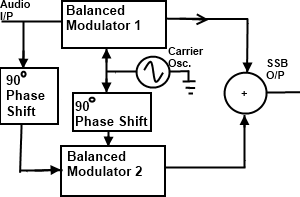 Audio
I/P
Balanced
Modulator 1
Carrier
Osc.
90°
Phase
Shift
90°
Phase Shift
SSB
O/P
+
Balanced
Modulator 2